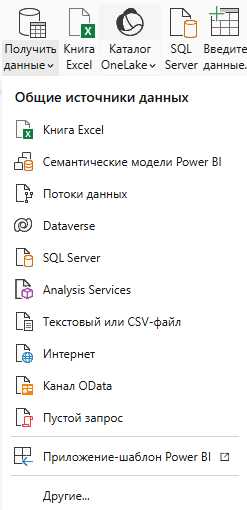 Получить данные
Книга Excel
Каталог OneLake
SQL Server
Введите данные.
Общие источники данных
Книга Excel
Семантические модели Power BI
Потоки данных
Dataverse
SQL Server
Analysis Services
Текстовый или CSV-файл
Интернет
Канал OData
Пустой запрос
Приложение-шаблон Power BI
Другие...